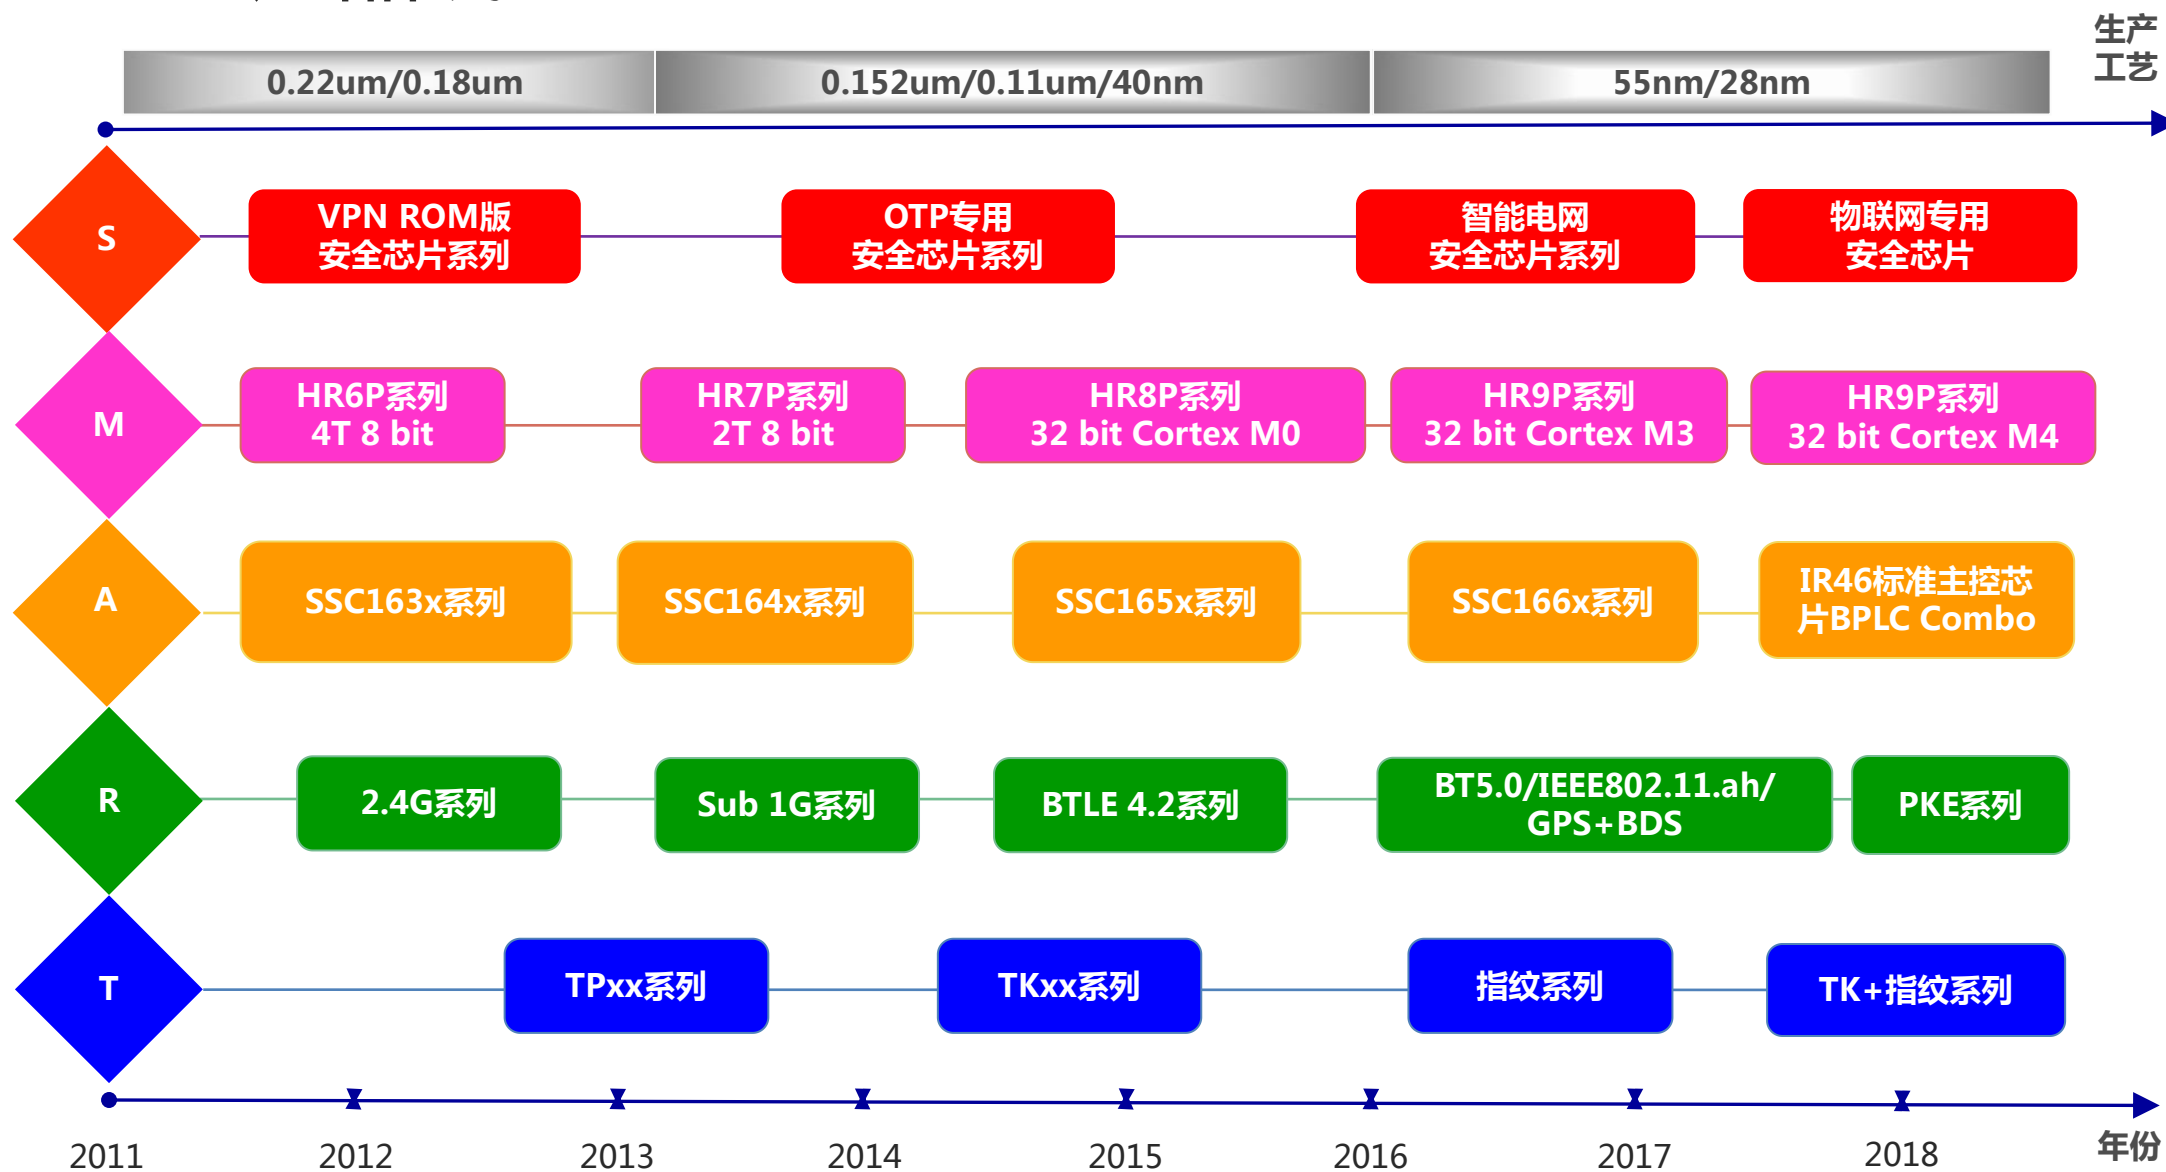 生产
工艺
0.22um/0.18um
0.152um/0.11um/40nm
55nm/28nm
S
VPN ROM版
安全芯片系列
OTP专用
安全芯片系列
智能电网
安全芯片系列
物联网专用
安全芯片
M
HR6P系列
4T 8 bit
HR7P系列
2T 8 bit
HR8P系列
32 bit Cortex M0
HR9P系列
32 bit Cortex M3
HR9P系列
32 bit Cortex M4
A
SSC163x系列
SSC164x系列
SSC165x系列
SSC166x系列
IR46标准主控芯
片BPLC Combo
R
2.4G系列
Sub 1G系列
BTLE 4.2系列
BT5.0/IEEE802.11.ah/
GPS+BDS
PKE系列
T
TPxx系列
TKxx系列
指纹系列
TK+指纹系列
2011
2012
2013
2014
2015
2016
2017
2018
年份